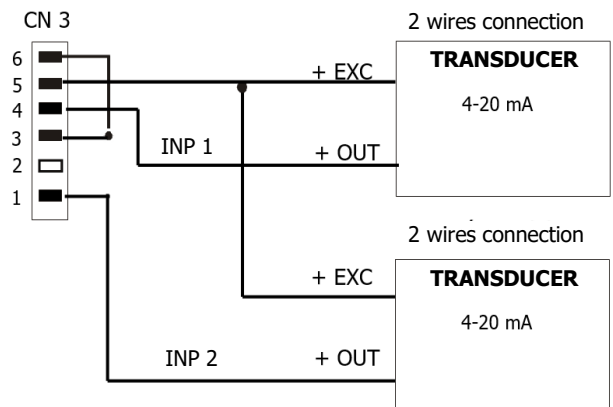 CN 3
2 wires connection
6
5
4
3
2
1
+ EXC
TRANSDUCER
4-20 mA
INP 1
+ OUT
2 wires connection
+ EXC
TRANSDUCER
4-20 mA
INP 2
+ OUT